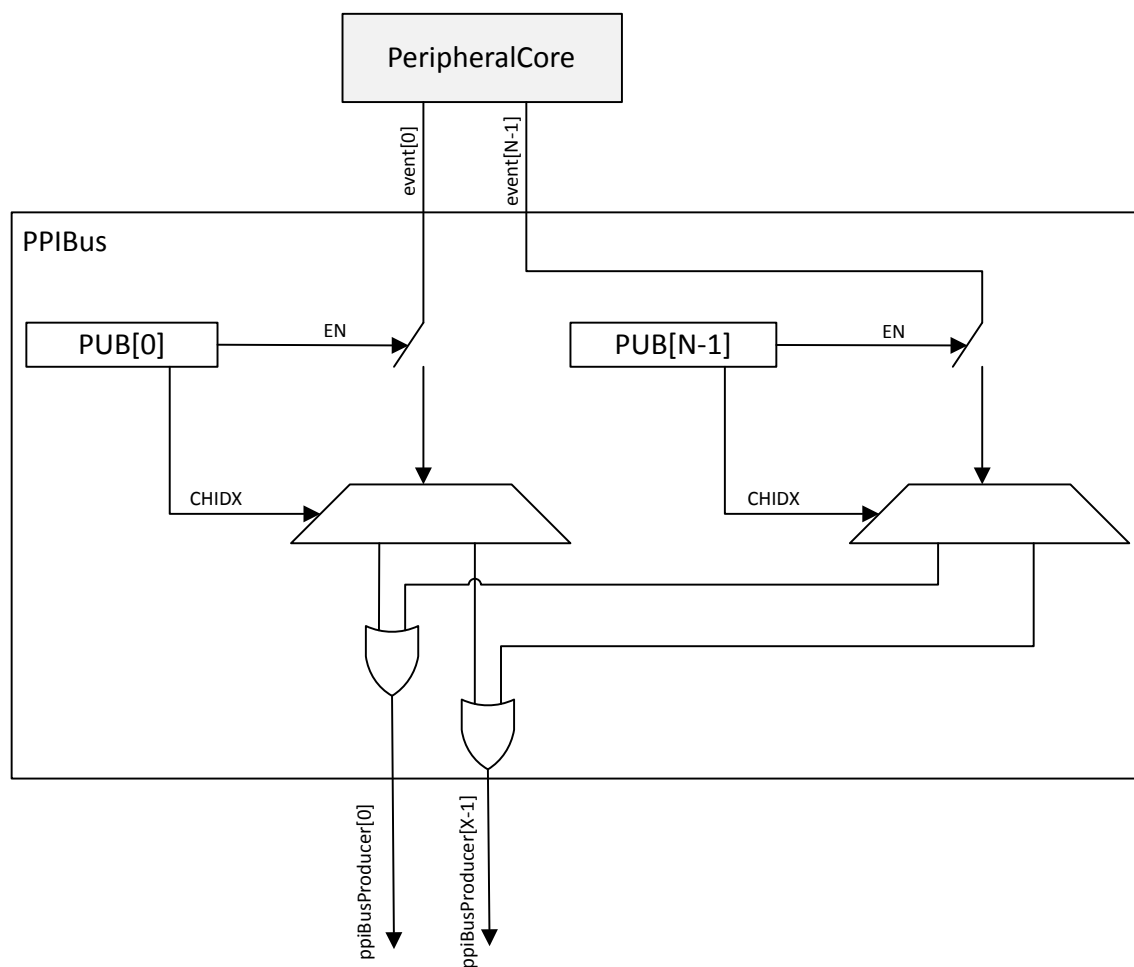 PeripheralCore
event[0]
event[N-1]
PPIBus
PUB[0]
EN
PUB[N-1]
EN
CHIDX
CHIDX
ppiBusProducer[0]
ppiBusProducer[X-1]